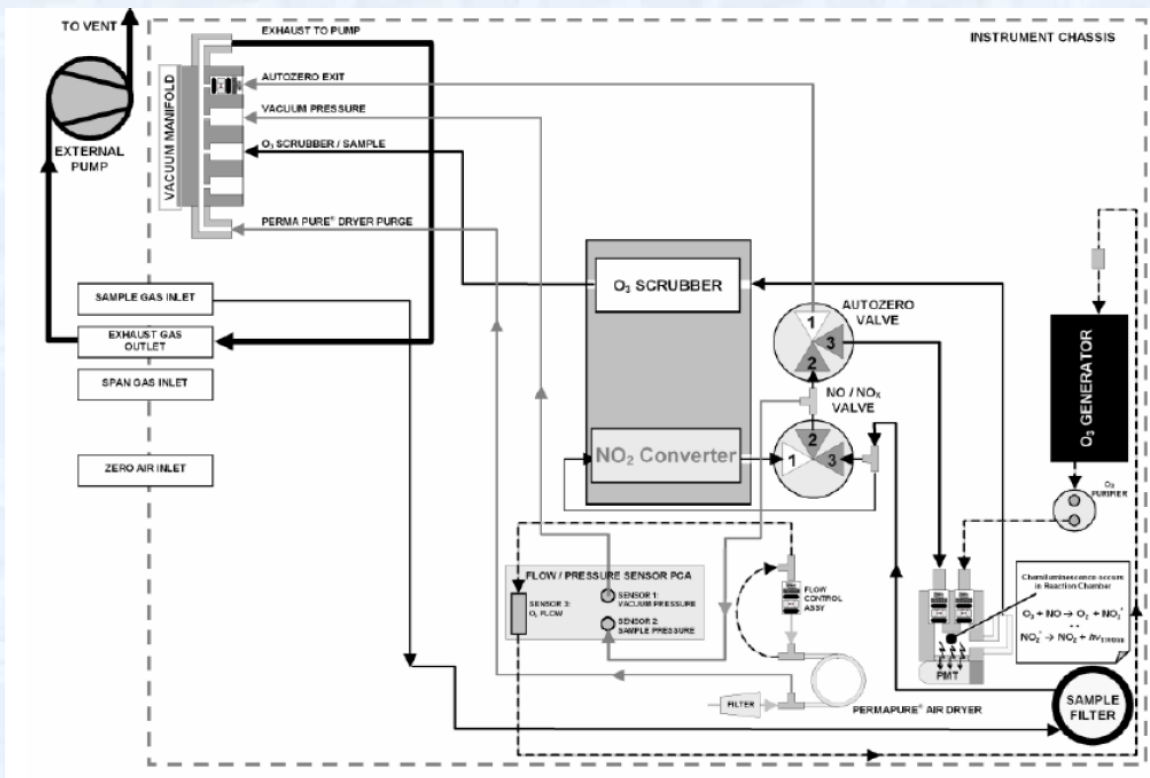 TO VENT
EXHAUST TO PUMP
INSTRUMENT CHASSIS
AUTOZERO EXIT
VACUUM MANIFOLD
VACUUM PRESSURE
EXTERNAL
PUMP
O₃ SCRUBBER / SAMPLE
PERMA PURE® DRYER PURGE
SAMPLE GAS INLET
EXHAUST GAS
OUTLET
SPAN GAS INLET
ZERO AIR INLET
O₃ SCRUBBER
AUTOZERO
VALVE
1
3
2
NO / NOₓ
VALVE
NO₂ Converter
2
1
3
O₃ GENERATOR
O₃
PURIFIER
FLOW / PRESSURE SENSOR PCA
SENSOR 3:
O₃ FLOW
SENSOR 1:
VACUUM PRESSURE
SENSOR 2:
SAMPLE PRESSURE
FLOW
CONTROL
ASSY
Chemiluminescence occurs
in Reaction Chamber
O₃ + NO → O₂ + NO₂*
NO₂* → NO₂ +
PMT
FILTER
PERMAPURE® AIR DRYER
SAMPLE
FILTER